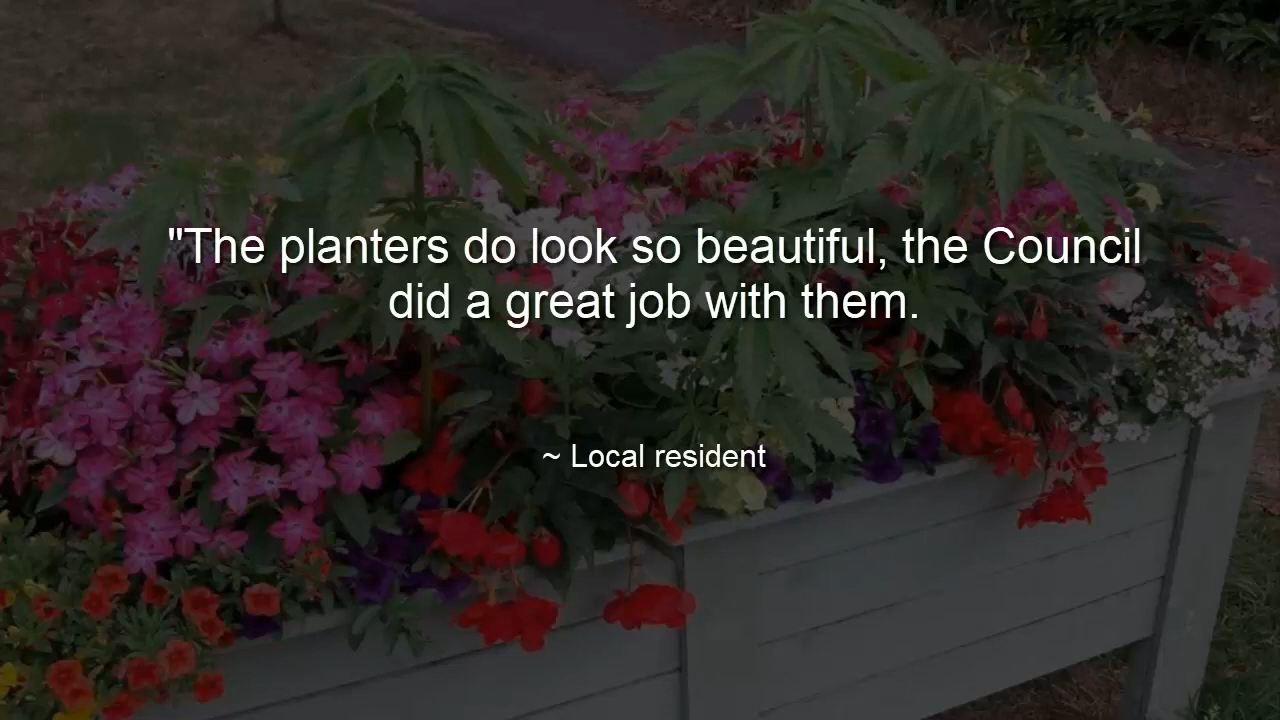 "The planters do look so beautiful, the Council
did a great job with them.
~ Local resident